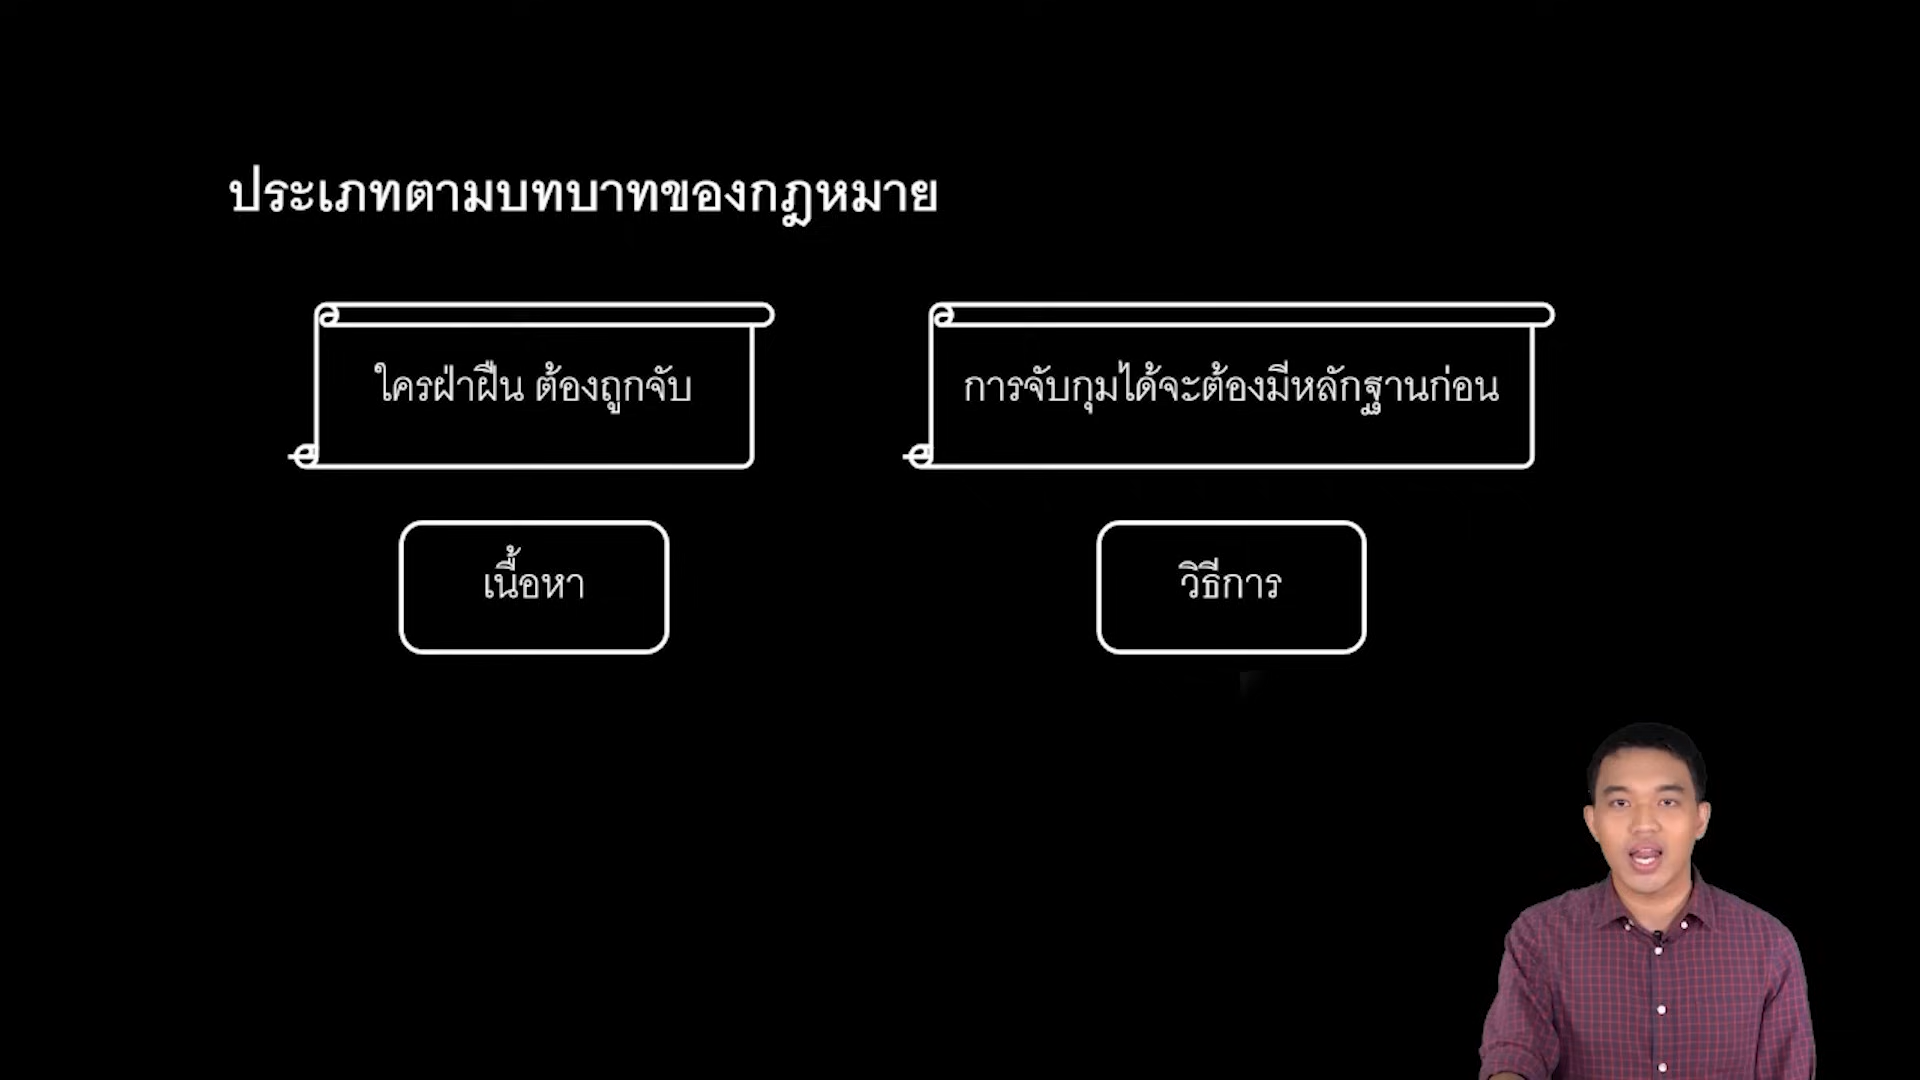 ประเภทตามบทบาทของกฎหมาย
ใครฝ่าฝืน ต้องถูกจับ
การจับกุมได้จะต้องมีหลักฐานก่อน
เนื้อหา
วิธีการ